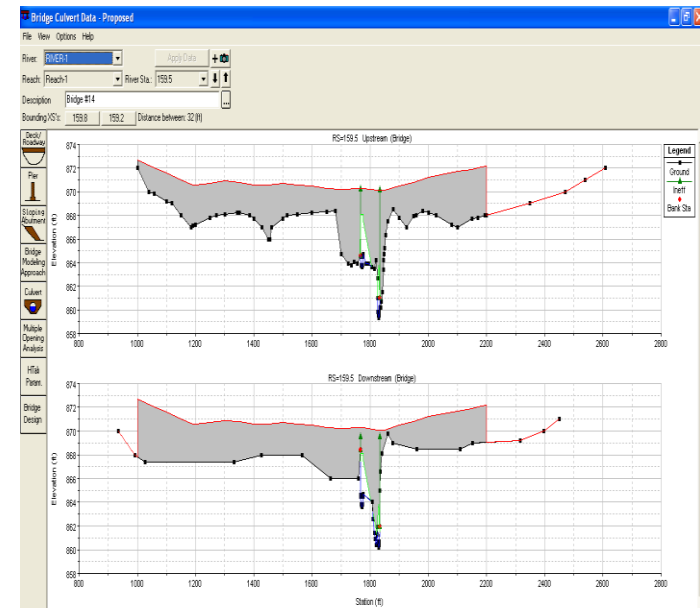 Bridge Culvert Data - Proposed
File View Options Help
River: RIVER-1 Apply Data
Reach: Reach-1 River Sta.: 159.5
Description Bridge #14 ...
Bounding XS's: 159.8 159.2 Distance between: 32 (ft)
Deck/
Roadway
Pier
Sloping
Abutment
Bridge
Modeling
Approach
Culvert
Multiple
Opening
Analysis
HTab
Param.
Bridge
Design
RS=159.5 Upstream (Bridge)
Elevation (ft)
874
872
870
868
866
864
862
860
858
800 1000 1200 1400 1600 1800 2000 2200 2400 2600 2800
Legend
Ground
Ineff
Bank Sta
RS=159.5 Downstream (Bridge)
Elevation (ft)
874
872
870
868
866
864
862
860
858
800 1000 1200 1400 1600 1800 2000 2200 2400 2600 2800
Station (ft)